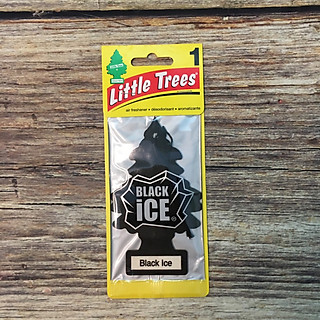 1
Little Trees®
air freshener • désodorisant • aromatizante
BLACK
iCE®
Black Ice